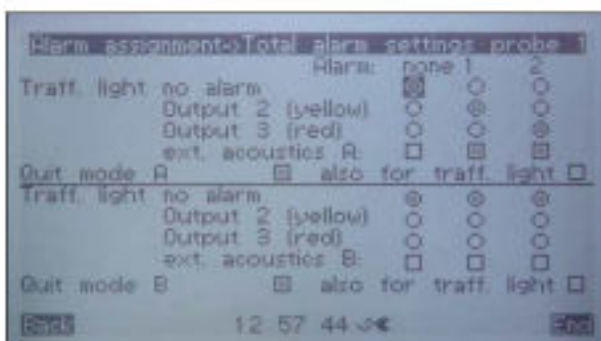 Alarm assignment->Total alarm settings probe 1
Alarm: none 1 2
Traff. light no alarm
Output 2 (yellow)
Output 3 (red)
ext. acoustics A:
Quit mode A also for traff. light
Traff. light no alarm
Output 2 (yellow)
Output 3 (red)
ext. acoustics B:
Quit mode B also for traff. light
Back 12 57 44 End